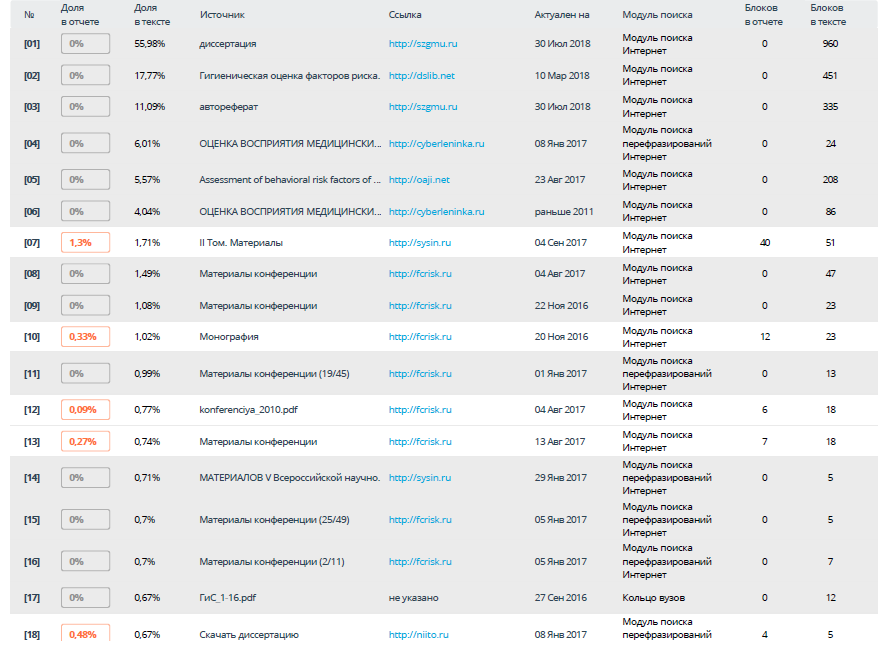 № Доля в отчете Доля в тексте Источник Ссылка Актуален на Модуль поиска Блоков в отчете Блоков в тексте
[01] 0% 55,98% диссертация http://szgmu.ru 30 Июл 2018 Модуль поиска Интернет 0 960
[02] 0% 17,77% Гигиеническая оценка факторов риска. http://dslib.net 10 Мар 2018 Модуль поиска Интернет 0 451
[03] 0% 11,09% автореферат http://szgmu.ru 30 Июл 2018 Модуль поиска Интернет 0 335
[04] 0% 6,01% ОЦЕНКА ВОСПРИЯТИЯ МЕДИЦИНСКИ... http://cyberleninka.ru 08 Янв 2017 Модуль поиска перефразирований Интернет 0 24
[05] 0% 5,57% Assessment of behavioral risk factors of ... http://oaji.net 23 Авг 2017 Модуль поиска Интернет 0 208
[06] 0% 4,04% ОЦЕНКА ВОСПРИЯТИЯ МЕДИЦИНСКИ... http://cyberleninka.ru раньше 2011 Модуль поиска Интернет 0 86
[07] 1,3% 1,71% II Том. Материалы http://sysin.ru 04 Сен 2017 Модуль поиска Интернет 40 51
[08] 0% 1,49% Материалы конференции http://fcrisk.ru 04 Авг 2017 Модуль поиска Интернет 0 47
[09] 0% 1,08% Материалы конференции http://fcrisk.ru 22 Ноя 2016 Модуль поиска Интернет 0 23
[10] 0,33% 1,02% Монография http://fcrisk.ru 20 Ноя 2016 Модуль поиска Интернет 12 23
[11] 0% 0,99% Материалы конференции (19/45) http://fcrisk.ru 01 Янв 2017 Модуль поиска перефразирований Интернет 0 13
[12] 0,09% 0,77% konferenciya_2010.pdf http://fcrisk.ru 04 Авг 2017 Модуль поиска Интернет 6 18
[13] 0,27% 0,74% Материалы конференции http://fcrisk.ru 13 Авг 2017 Модуль поиска Интернет 7 18
[14] 0% 0,71% МАТЕРИАЛОВ V Всероссийской научно. http://sysin.ru 29 Янв 2017 Модуль поиска перефразирований Интернет 0 5
[15] 0% 0,7% Материалы конференции (25/49) http://fcrisk.ru 05 Янв 2017 Модуль поиска перефразирований Интернет 0 5
[16] 0% 0,7% Материалы конференции (2/11) http://fcrisk.ru 05 Янв 2017 Модуль поиска перефразирований Интернет 0 7
[17] 0% 0,67% ГиС_1-16.pdf не указано 27 Сен 2016 Кольцо вузов 0 12
[18] 0,48% 0,67% Скачать диссертацию http://niito.ru 08 Янв 2017 Модуль поиска перефразирований 4 5